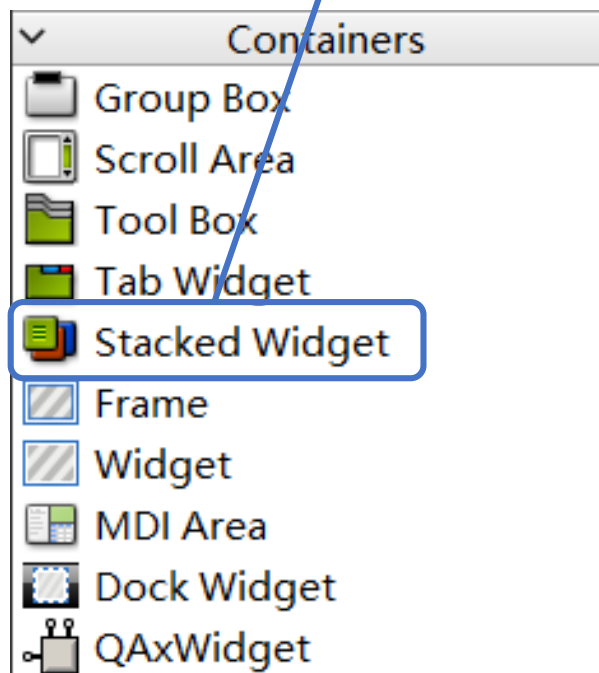 Containers
Group Box
Scroll Area
Tool Box
Tab Widget
Stacked Widget
Frame
Widget
MDI Area
Dock Widget
QAxWidget